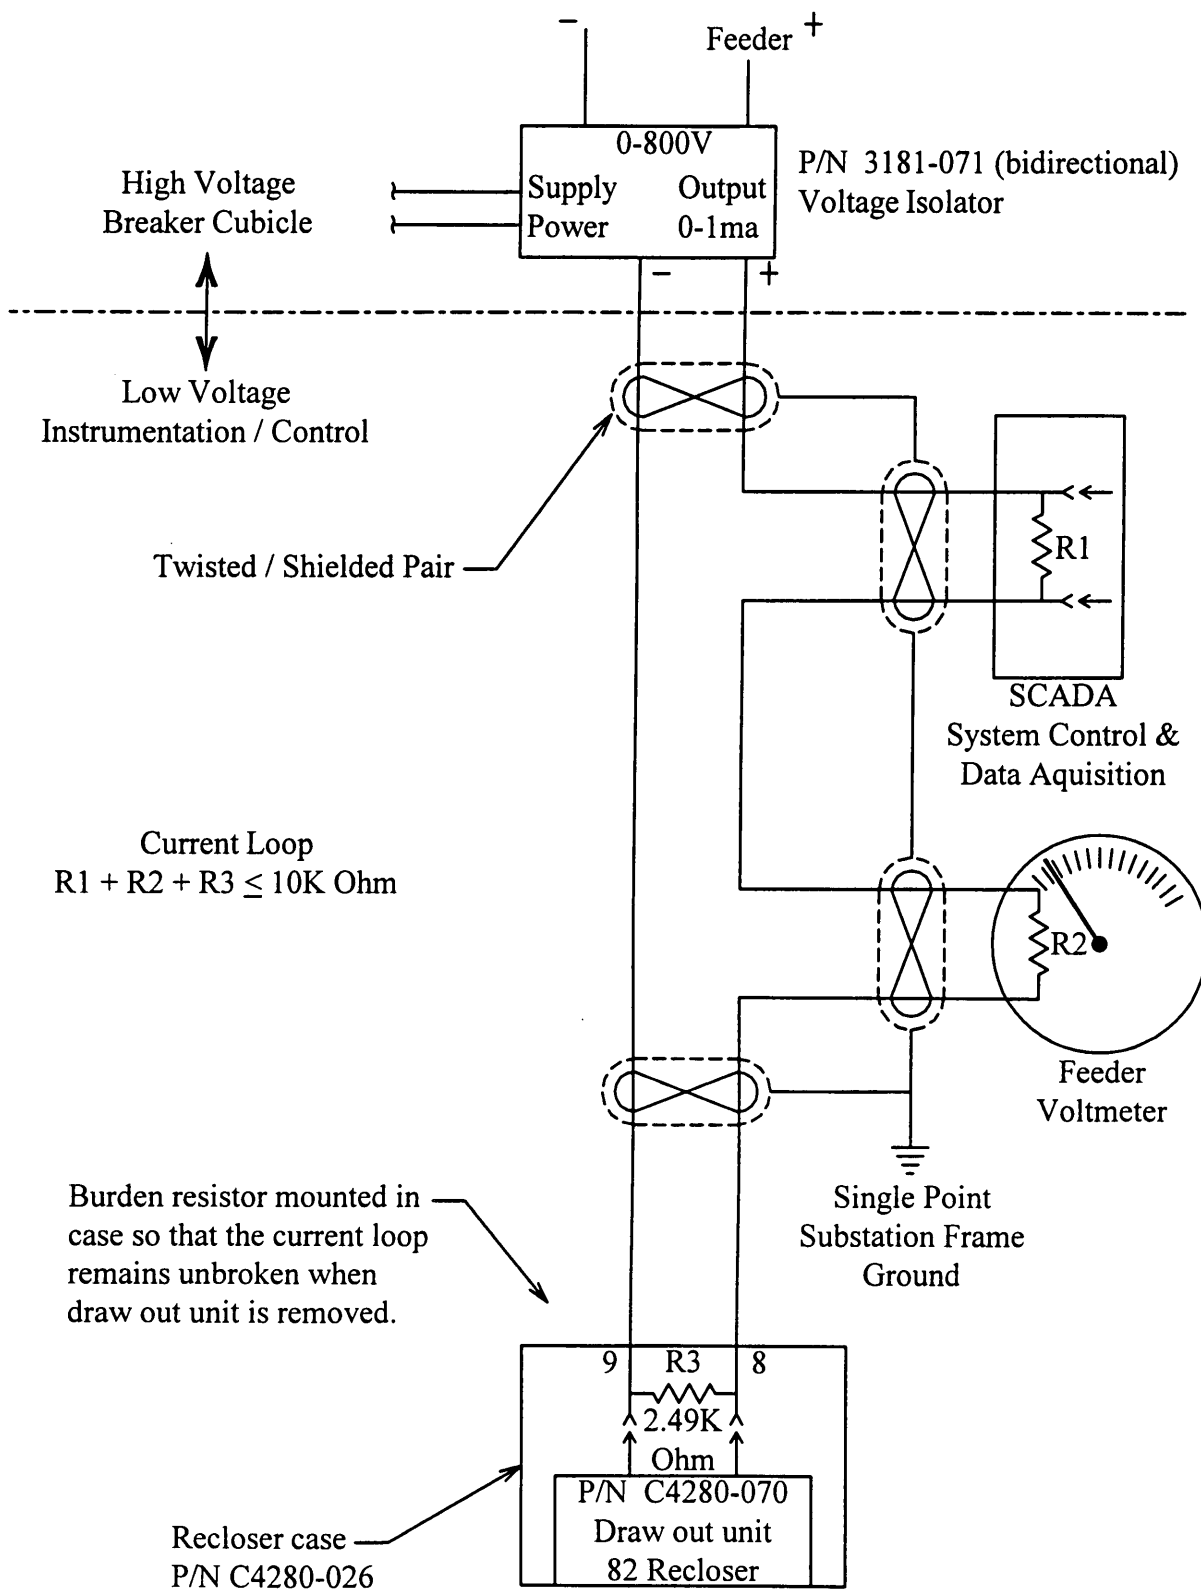 −
Feeder +
0-800V
Supply Output
Power 0-1ma
− +
P/N 3181-071 (bidirectional)
Voltage Isolator
High Voltage
Breaker Cubicle
Low Voltage
Instrumentation / Control
Twisted / Shielded Pair
R1
SCADA
System Control &
Data Aquisition
Current Loop
R1 + R2 + R3 ≤ 10K Ohm
R2
Feeder
Voltmeter
Single Point
Substation Frame
Ground
Burden resistor mounted in
case so that the current loop
remains unbroken when
draw out unit is removed.
9 R3 8
2.49K
Ohm
P/N C4280-070
Draw out unit
82 Recloser
Recloser case
P/N C4280-026